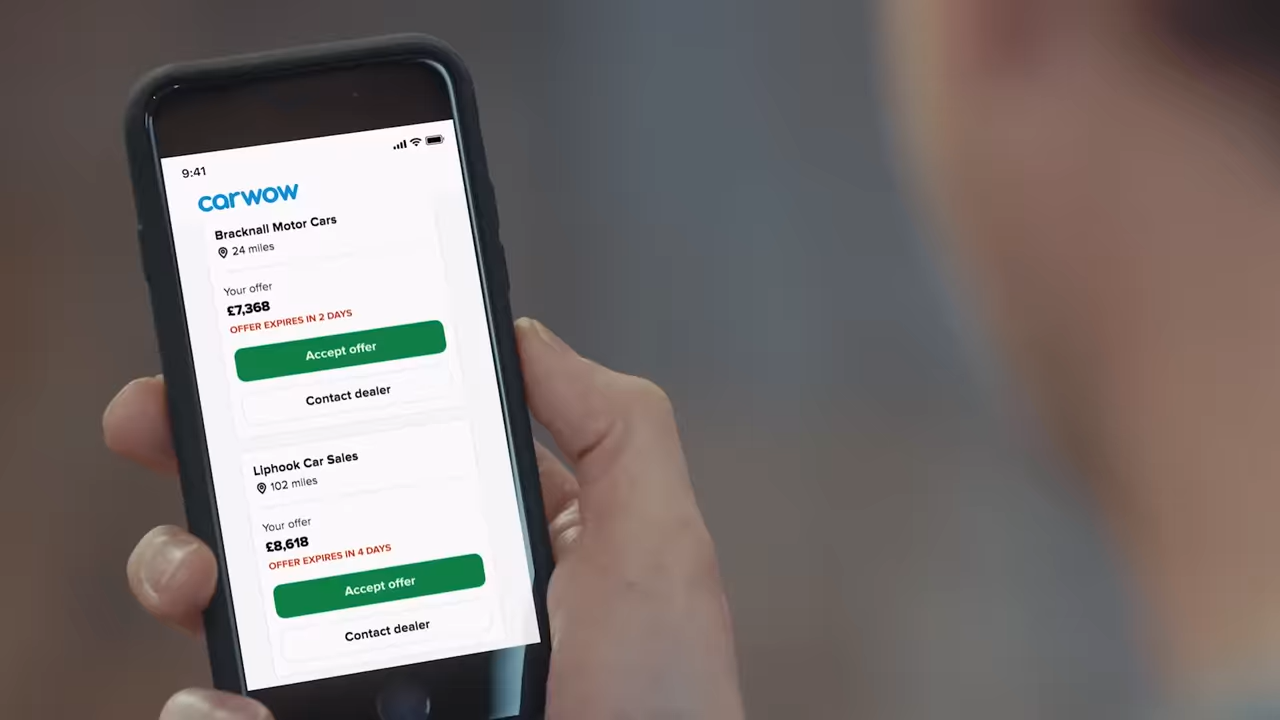 9:41
carwow
Bracknall Motor Cars
24 miles
Your offer
£7,368
OFFER EXPIRES IN 2 DAYS
Accept offer
Contact dealer
Liphook Car Sales
102 miles
Your offer
£8,618
OFFER EXPIRES IN 4 DAYS
Accept offer
Contact dealer